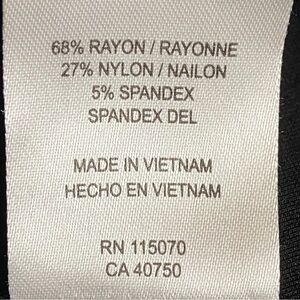 68% RAYON / RAYONNE
27% NYLON / NAILON
5% SPANDEX
SPANDEX DEL
MADE IN VIETNAM
HECHO EN VIETNAM
RN 115070
CA 40750